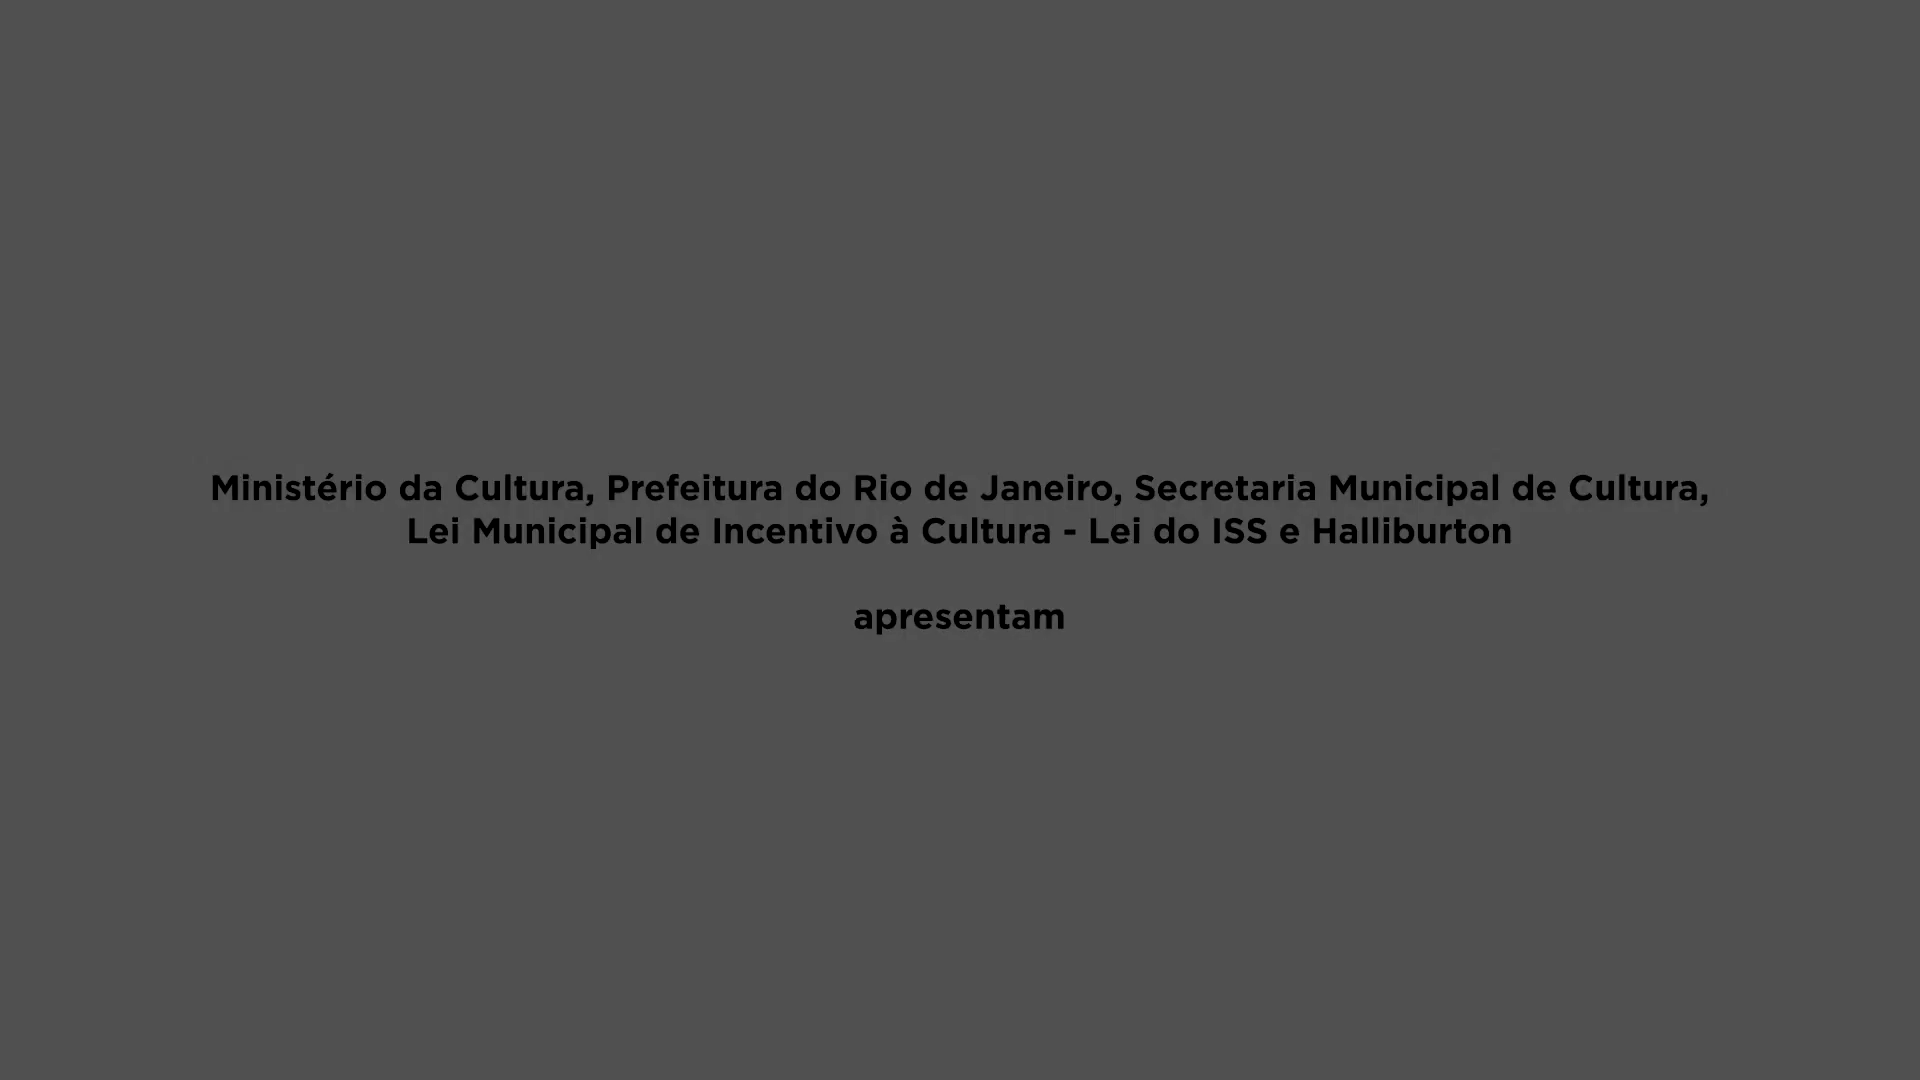 Ministério da Cultura, Prefeitura do Rio de Janeiro, Secretaria Municipal de Cultura,
Lei Municipal de Incentivo à Cultura - Lei do ISS e Halliburton
apresentam